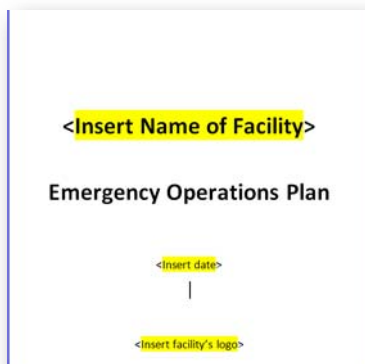 <Insert Name of Facility>
Emergency Operations Plan
<Insert date>
<Insert facility's logo>